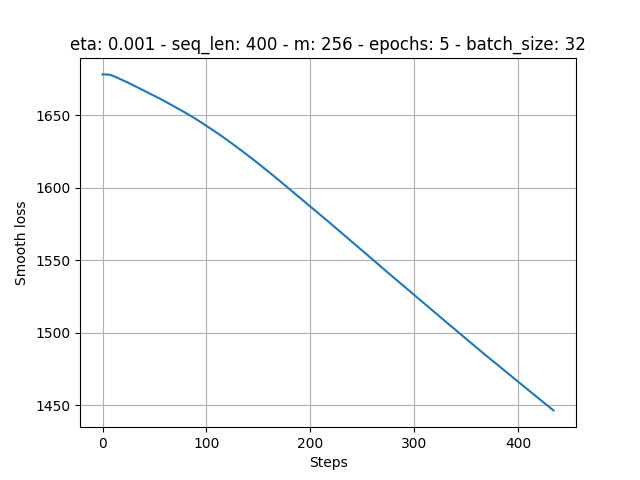 eta: 0.001 - seq_len: 400 - m: 256 - epochs: 5 - batch_size: 32
1650
1600
1550
1500
1450
Smooth loss
0 100 200 300 400
Steps